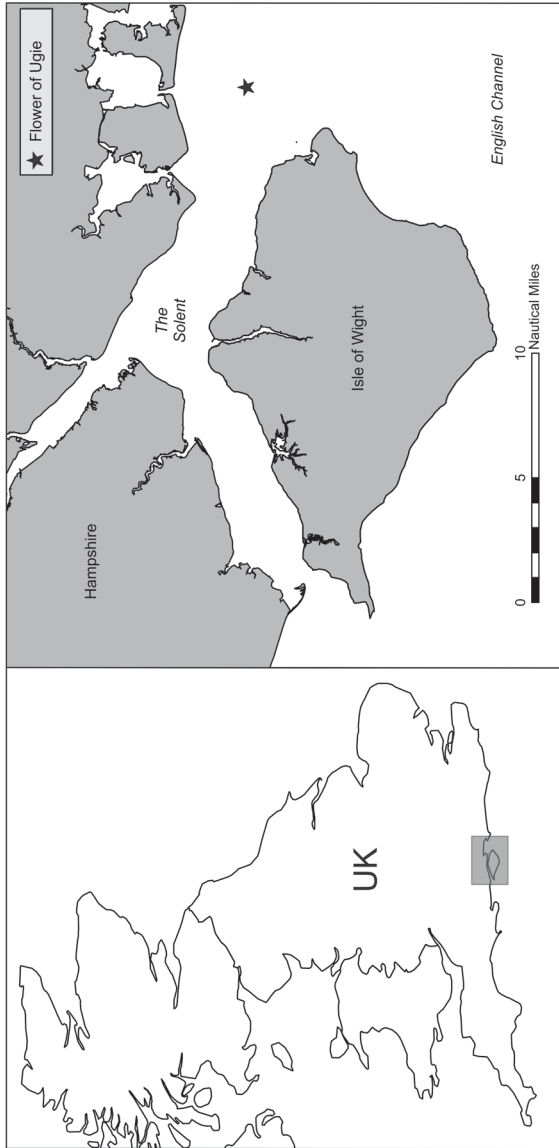 UK
Flower of Ugie
Hampshire
The
Solent
Isle of Wight
English Channel
0
5
10
Nautical Miles